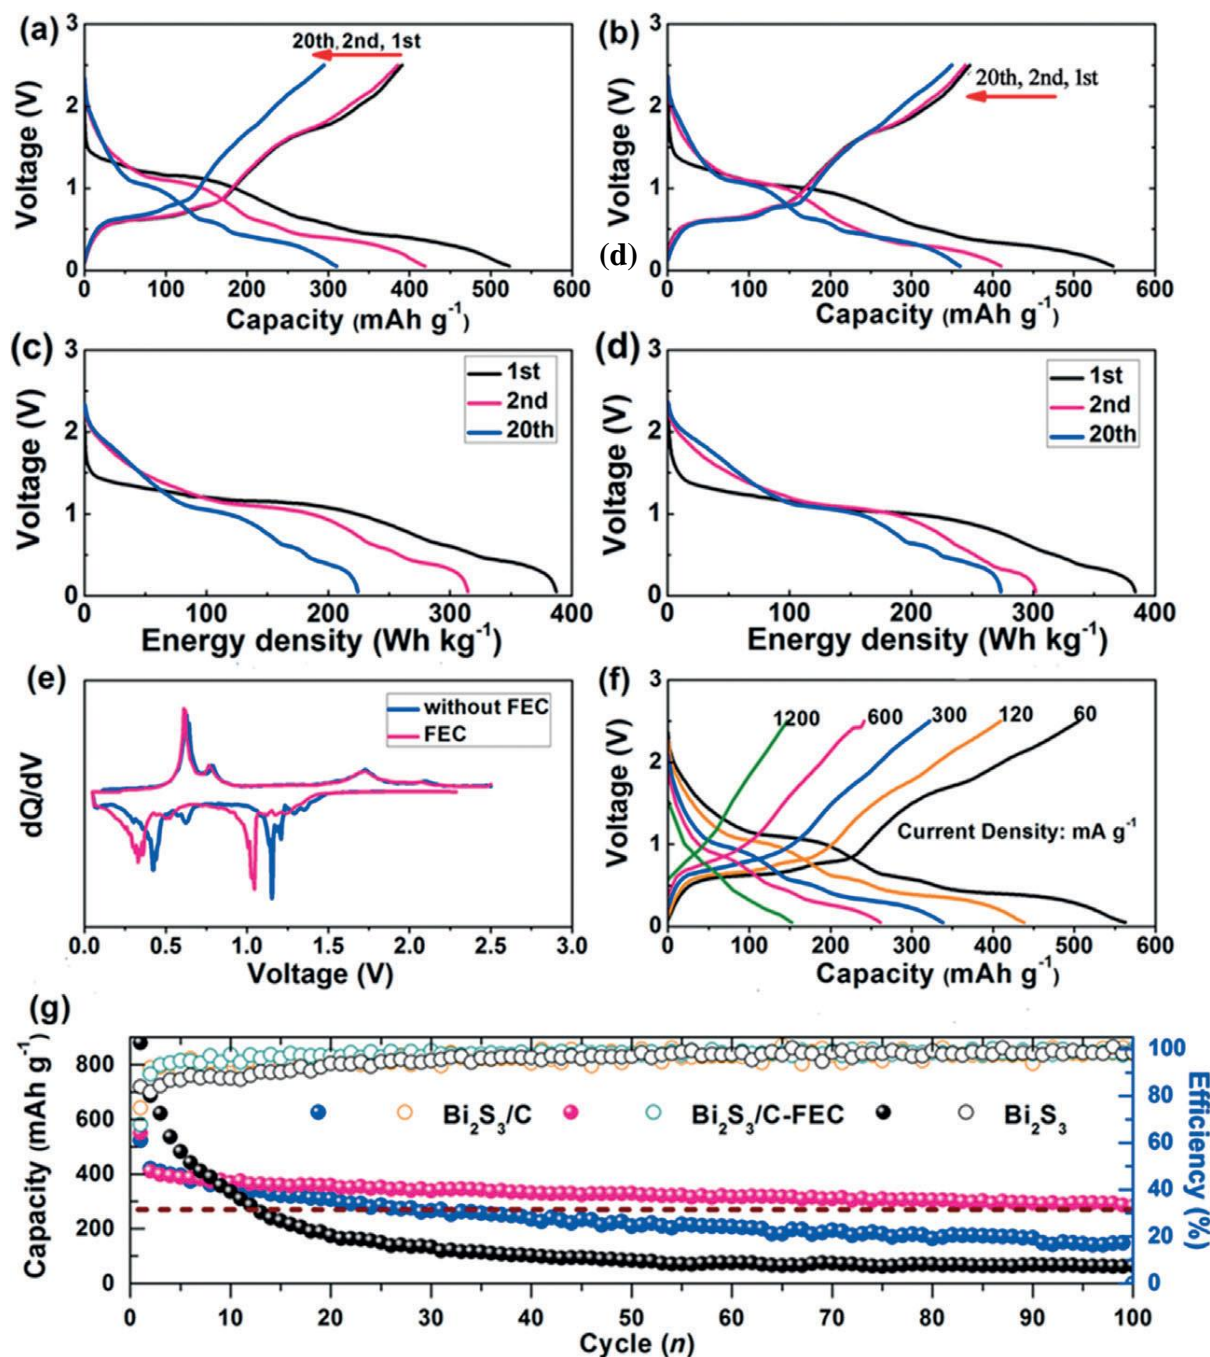 (a)
3
2
1
0
Voltage (V)
20th, 2nd, 1st
0 100 200 300 400 500 600
Capacity (mAh g-1)
(b)
3
2
1
0
Voltage (V)
20th, 2nd, 1st
(d)
0 100 200 300 400 500 600
Capacity (mAh g-1)
(c)
3
2
1
0
Voltage (V)
1st
2nd
20th
0 100 200 300 400
Energy density (Wh kg-1)
(d)
3
2
1
0
Voltage (V)
1st
2nd
20th
0 100 200 300 400
Energy density (Wh kg-1)
(e)
dQ/dV
without FEC
FEC
0.0 0.5 1.0 1.5 2.0 2.5 3.0
Voltage (V)
(f)
3
2
1
0
Voltage (V)
1200 600 300 120 60
Current Density: mA g-1
0 100 200 300 400 500 600
Capacity (mAh g-1)
(g)
800
600
400
200
0
Capacity (mAh g-1)
Bi2S3/C Bi2S3/C-FEC Bi2S3
100
80
60
40
20
0
Efficiency (%)
0 10 20 30 40 50 60 70 80 90 100
Cycle (n)